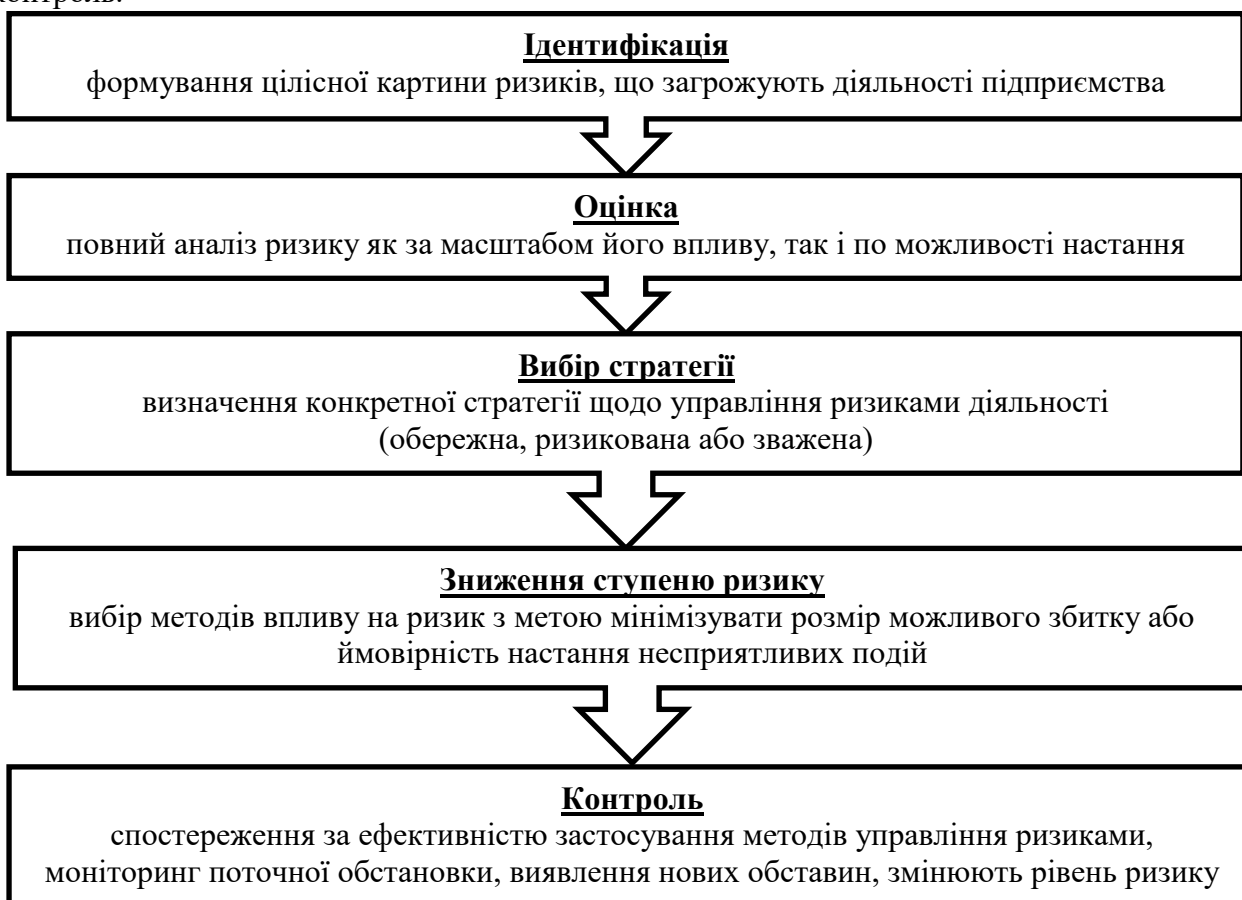 контроль.
Ідентифікація
формування цілісної картини ризиків, що загрожують діяльності підприємства
Оцінка
повний аналіз ризику як за масштабом його впливу, так і по можливості настання
Вибір стратегії
визначення конкретної стратегії щодо управління ризиками діяльності
(обережна, ризикована або зважена)
Зниження ступеню ризику
вибір методів впливу на ризик з метою мінімізувати розмір можливого збитку або
ймовірність настання несприятливих подій
Контроль
спостереження за ефективністю застосування методів управління ризиками,
моніторинг поточної обстановки, виявлення нових обставин, змінюють рівень ризику